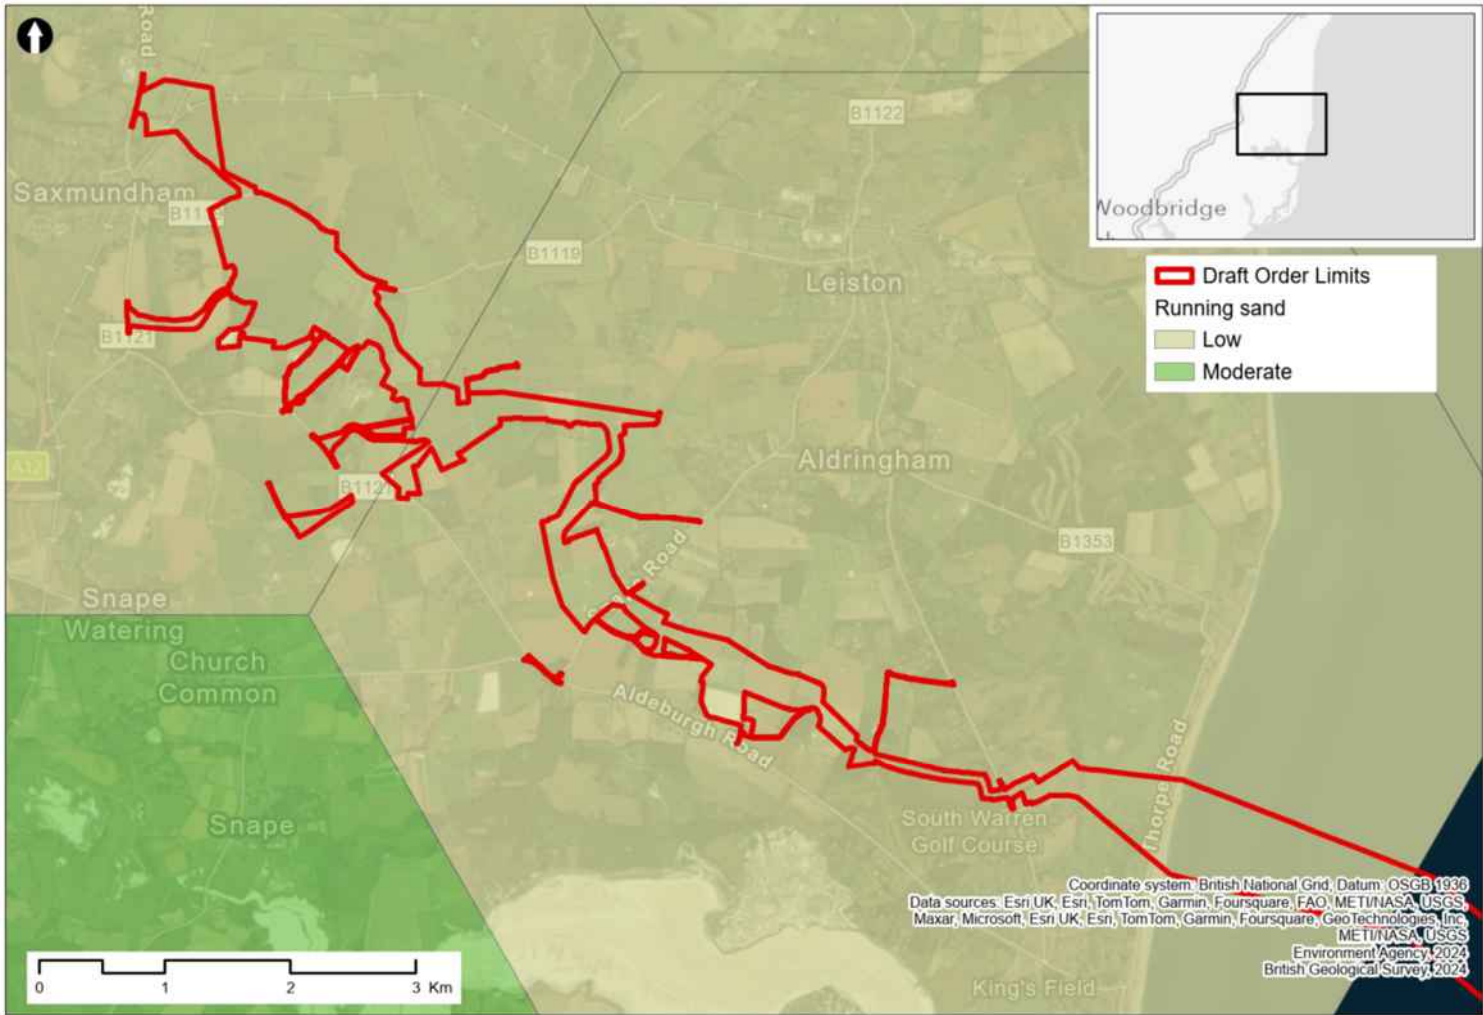 Road
Saxmundham
B1122
B1119
Leiston
B1121
Aldringham
A12
B1121
B1353
Road
Snape
Watering
Church
Common
Aldeburgh Road
Snape
Thorpe Road
South Warren
Golf Course
King's Field
Woodbridge
Draft Order Limits
Running sand
Low
Moderate
Coordinate system: British National Grid, Datum: OSGB 1936
Data sources: Esri UK, Esri, TomTom, Garmin, Foursquare, FAO, METI/NASA, USGS,
Maxar, Microsoft, Esri UK, Esri, TomTom, Garmin, Foursquare, GeoTechnologies, Inc,
METI/NASA, USGS
Environment Agency, 2024
British Geological Survey, 2024
0 1 2 3 Km